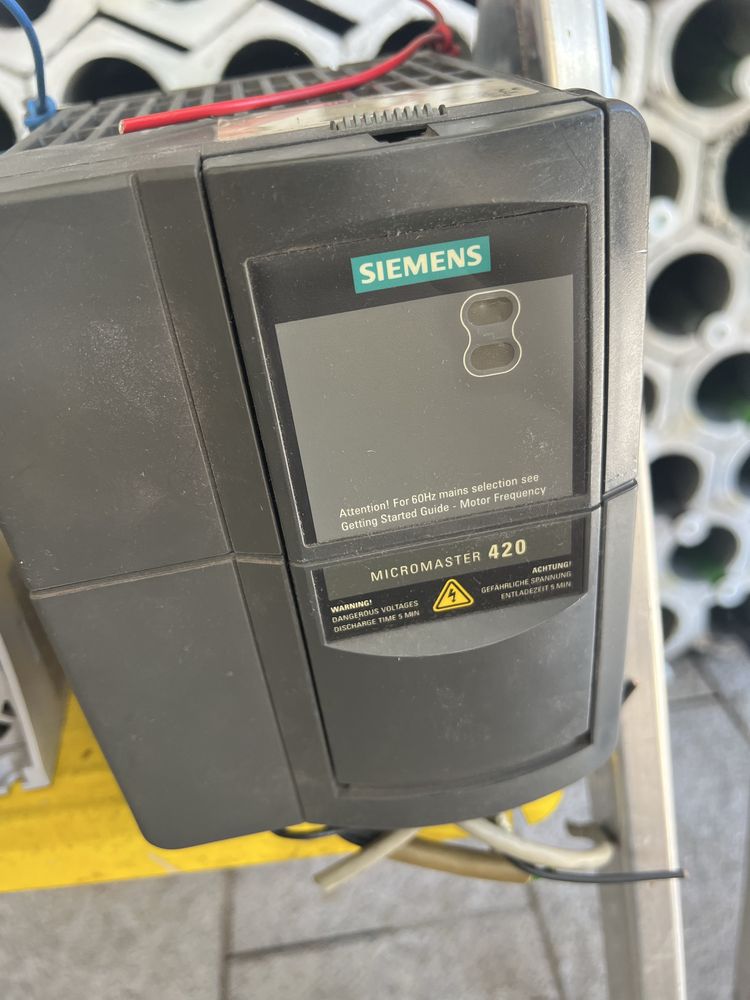 SIEMENS
Attention! For 60Hz mains selection see
Getting Started Guide - Motor Frequency
MICROMASTER 420
WARNING!
DANGEROUS VOLTAGES
DISCHARGE TIME 5 MIN
ACHTUNG!
GEFÄHRLICHE SPANNUNG
ENTLADEZEIT 5 MIN